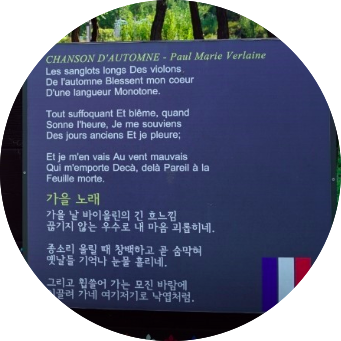 CHANSON D'AUTOMNE - Paul Marie Verlaine
Les sanglots longs Des violons
De l'automne Blessent mon coeur
D'une langueur Monotone.
Tout suffoquant Et blême, quand
Sonne l'heure, Je me souviens
Des jours anciens Et je pleure;
Et je m'en vais Au vent mauvais
Qui m'emporte Decà, delà Pareil à la
Feuille morte.
가을 노래
가을 날 바이올린의 긴 흐느낌
끊기지 않는 우수로 내 마음 괴롭히네.
종소리 울릴 때 창백하고 곧 숨막혀
옛날들 기억나 눈물 흘리네.
그리고 휩쓸어 가는 모진 바람에
끌려 가네 여기저기로 낙엽처럼.